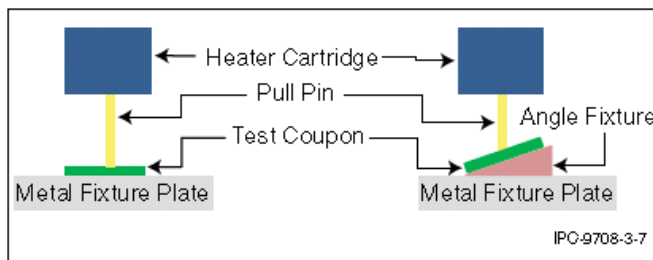 Heater Cartridge
Pull Pin
Angle Fixture
Test Coupon
Metal Fixture Plate
Metal Fixture Plate
IPC-9708-3-7